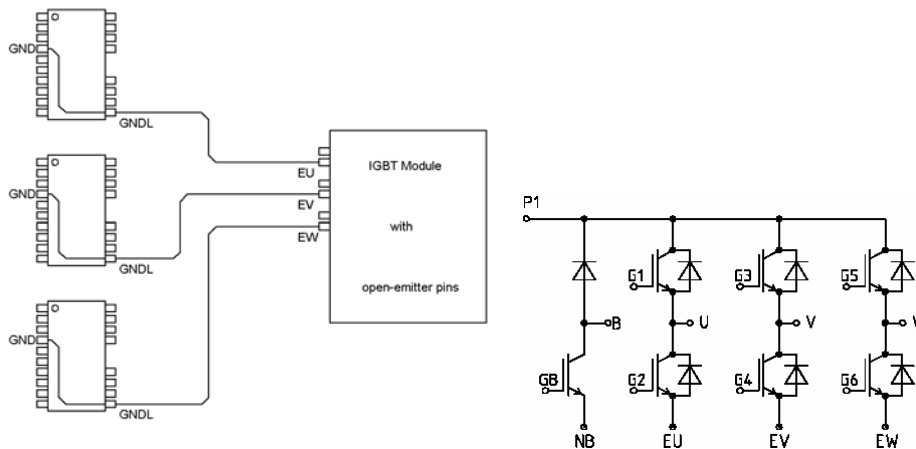 GND
GNDL
GND
GNDL
GND
GNDL
EU
EV
EW
IGBT Module
with
open-emitter pins
P1
G1
G3
G5
B
U
V
GB
G2
G4
G6
NB
EU
EV
EW